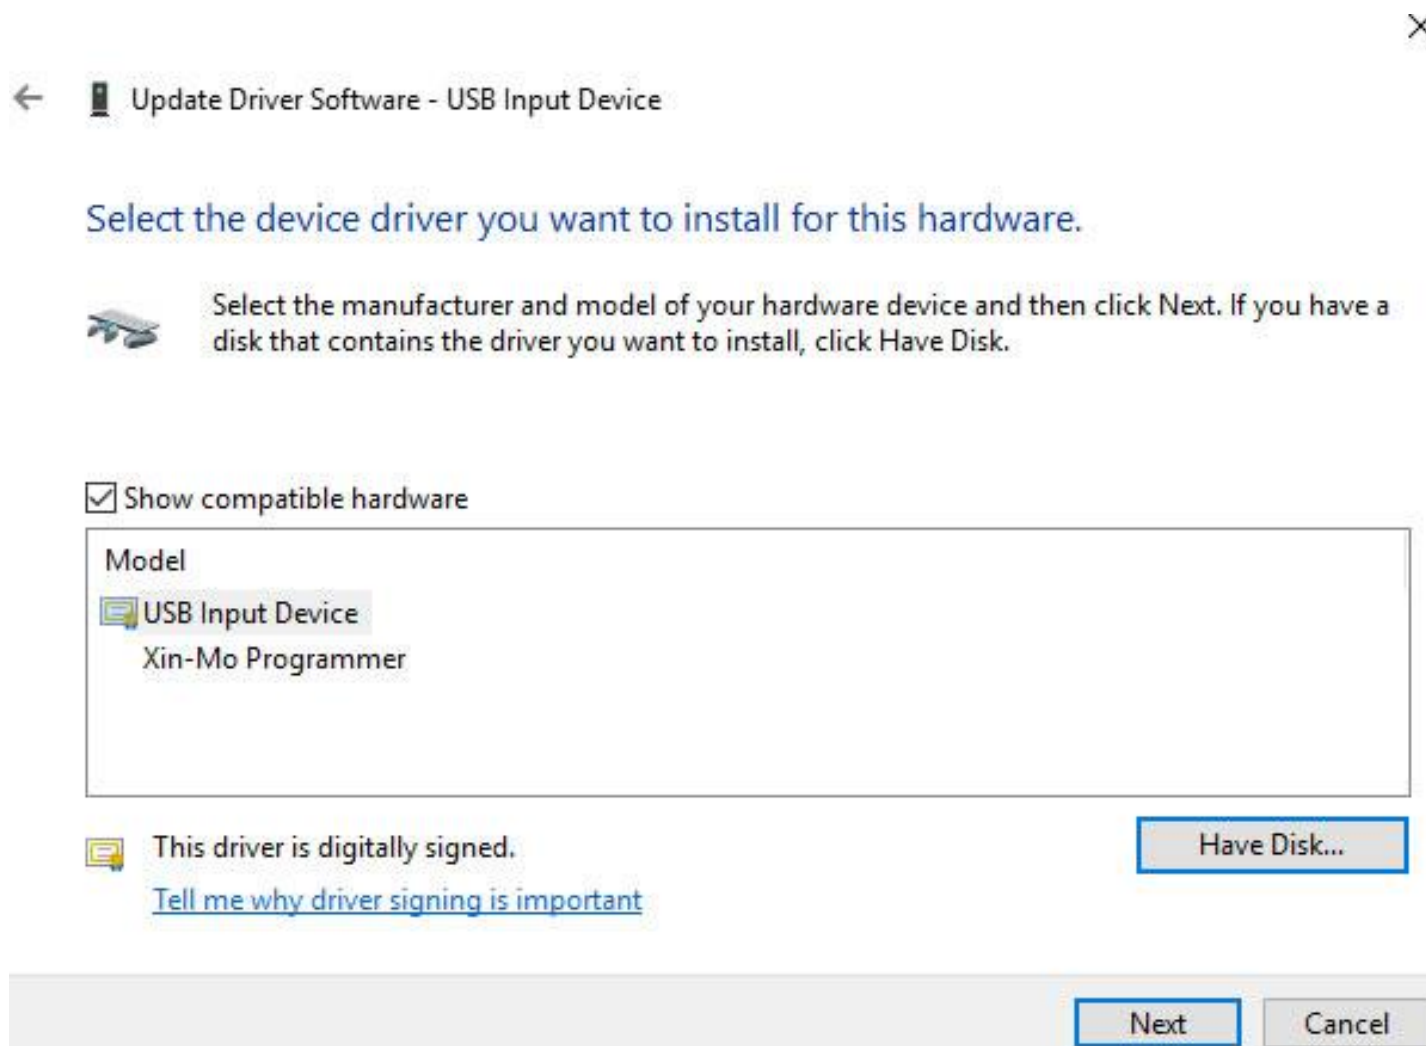 Update Driver Software - USB Input Device
Select the device driver you want to install for this hardware.
Select the manufacturer and model of your hardware device and then click Next. If you have a
disk that contains the driver you want to install, click Have Disk.
Show compatible hardware
Model
USB Input Device
Xin-Mo Programmer
This driver is digitally signed.
Have Disk...
Tell me why driver signing is important
Next
Cancel